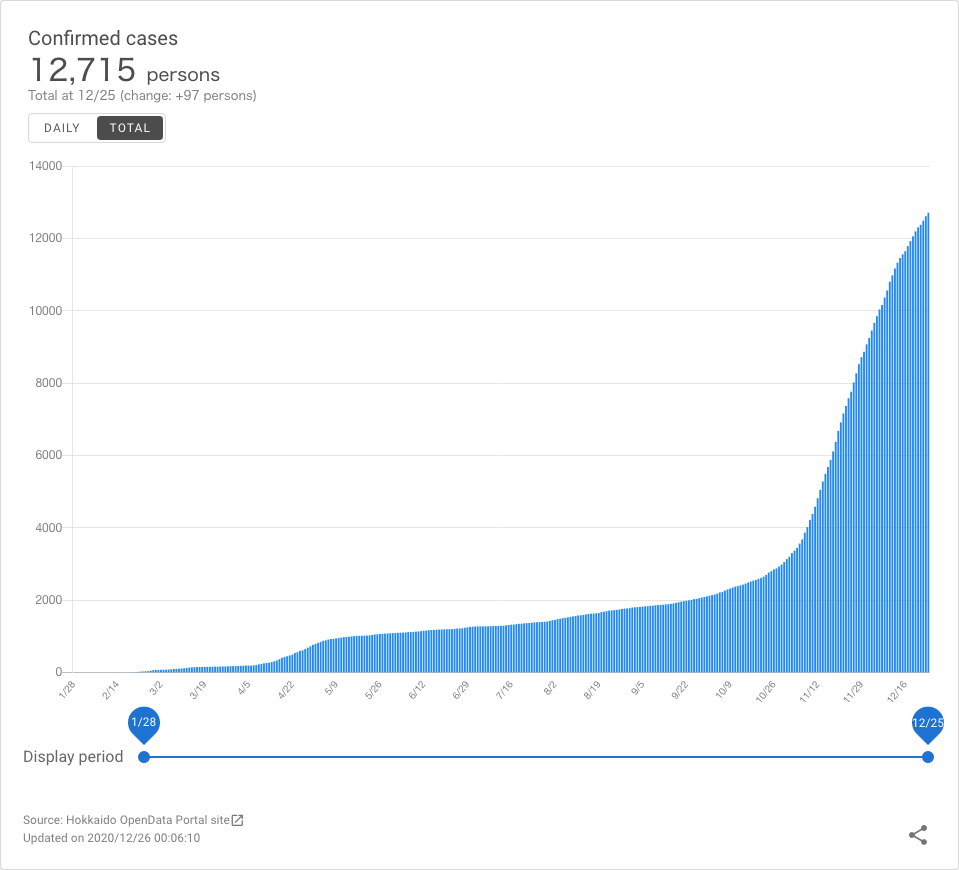 Confirmed cases
12,715 persons
Total at 12/25 (change: +97 persons)
DAILY TOTAL
14000
12000
10000
8000
6000
4000
2000
0
1/28 2/14 3/2 3/19 4/5 4/22 5/9 5/26 6/12 6/29 7/16 8/2 8/19 9/5 9/22 10/9 10/26 11/12 11/29 12/16
1/28 12/25
Display period
Source: Hokkaido OpenData Portal site
Updated on 2020/12/26 00:06:10